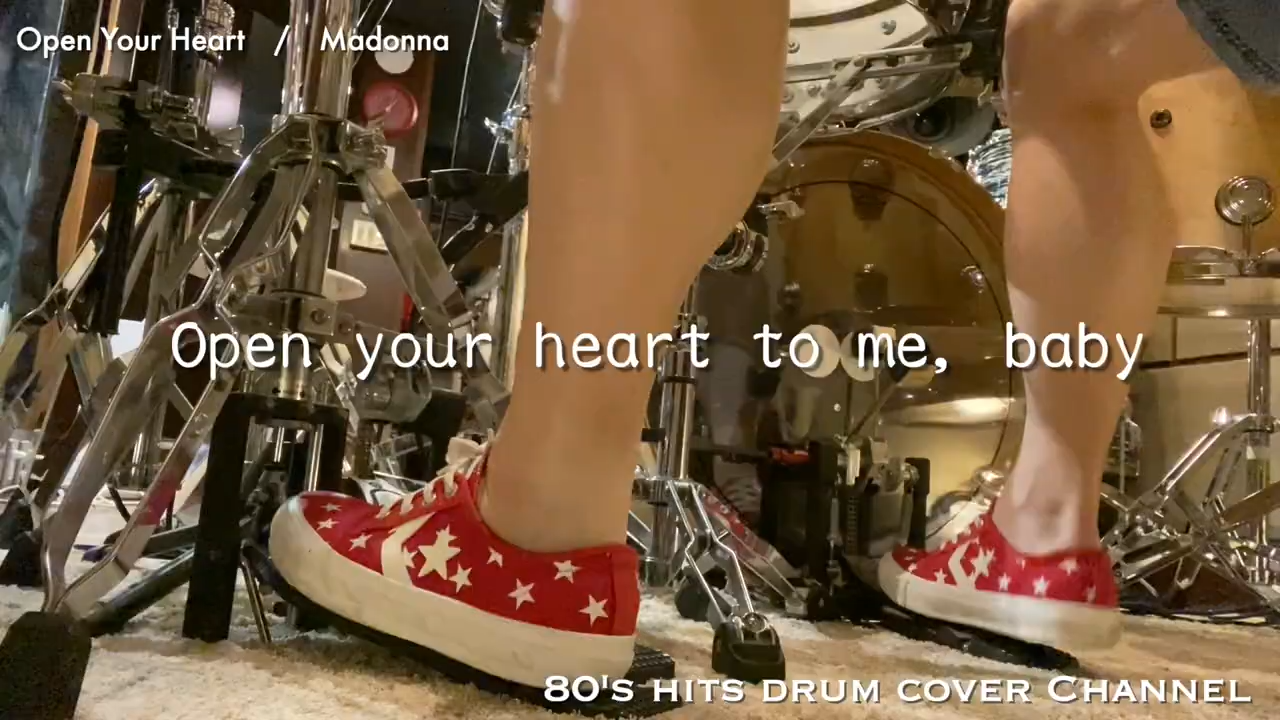 Open Your Heart / Madonna
Open your heart to me, baby
80's hits drum cover Channel